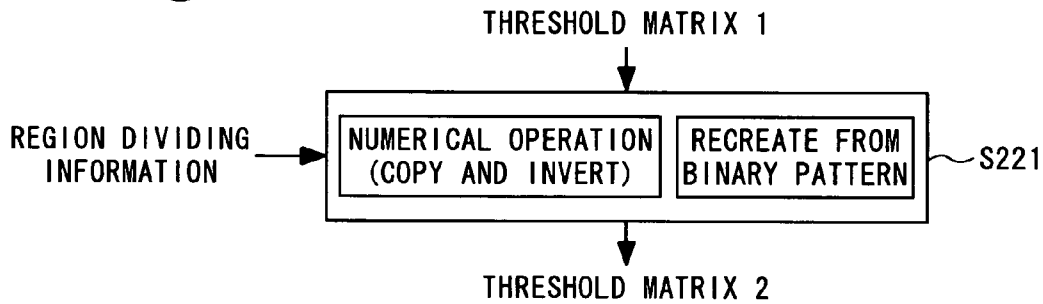 THRESHOLD MATRIX 1
REGION DIVIDING
INFORMATION
NUMERICAL OPERATION
(COPY AND INVERT)
RECREATE FROM
BINARY PATTERN
S221
THRESHOLD MATRIX 2